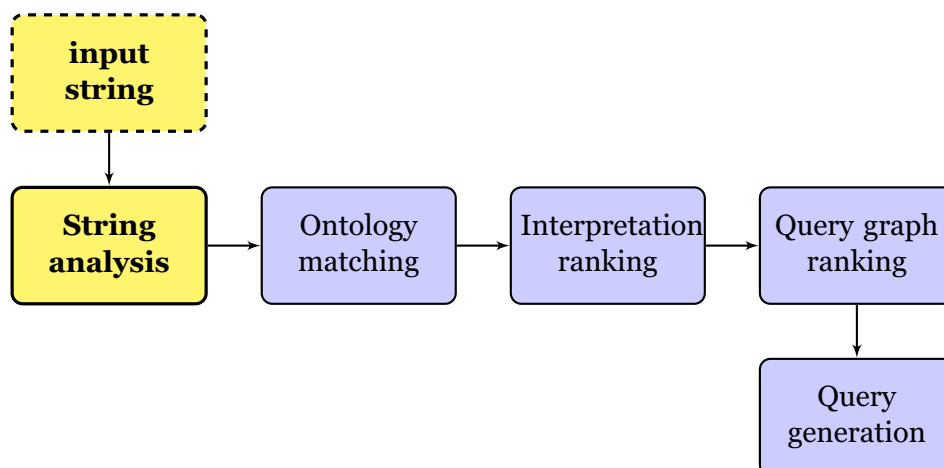 input
string
String
analysis
Ontology
matching
Interpretation
ranking
Query graph
ranking
Query
generation